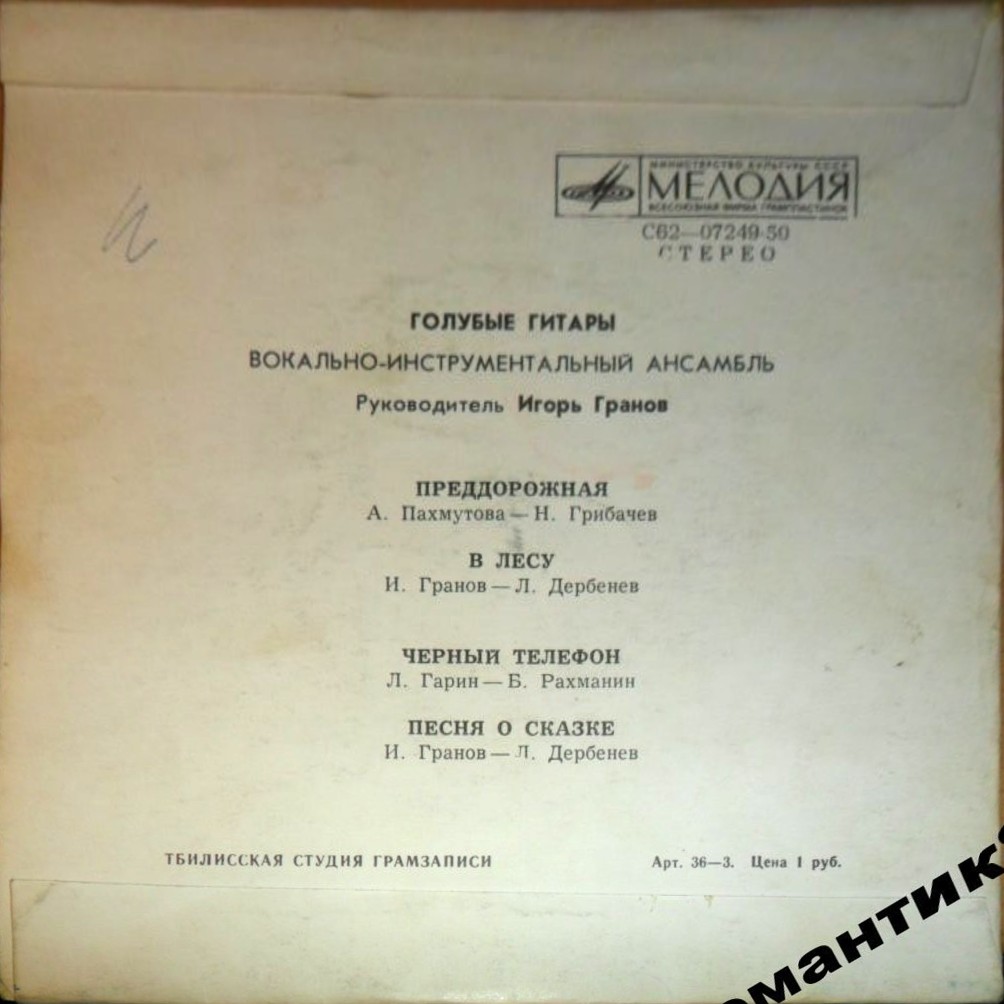 МИНИСТЕРСТВО КУЛЬТУРЫ СССР
МЕЛОДИЯ
ВСЕСОЮЗНАЯ ФИРМА ГРАМПЛАСТИНОК
С62—07249-50
СТЕРЕО
ГОЛУБЫЕ ГИТАРЫ
ВОКАЛЬНО-ИНСТРУМЕНТАЛЬНЫЙ АНСАМБЛЬ
Руководитель Игорь Гранов
ПРЕДДОРОЖНАЯ
А. Пахмутова — Н. Грибачев
В ЛЕСУ
И. Гранов — Л. Дербенев
ЧЕРНЫЙ ТЕЛЕФОН
Л. Гарин — Б. Рахманин
ПЕСНЯ О СКАЗКЕ
И. Гранов — Л. Дербенев
ТБИЛИССКАЯ СТУДИЯ ГРАМЗАПИСИ
Арт. 36—3. Цена 1 руб.
омантик